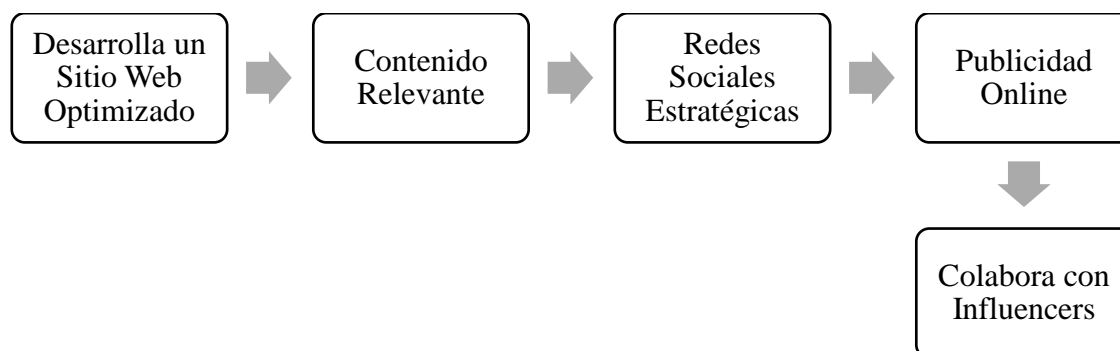 Desarrolla un
Sitio Web
Optimizado
Contenido
Relevante
Redes
Sociales
Estratégicas
Publicidad
Online
Colabora con
Influencers